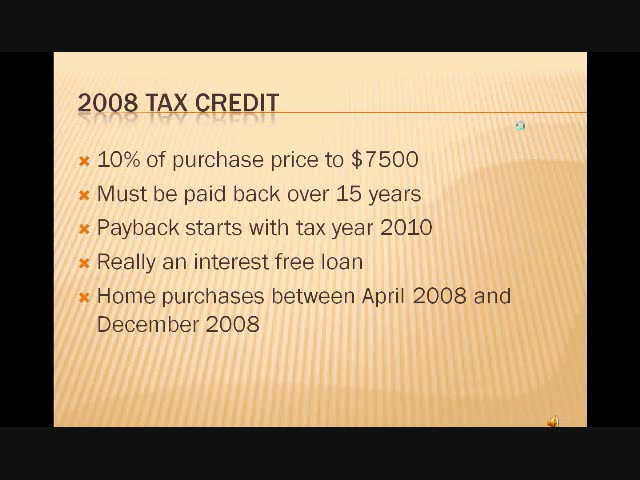 2008 TAX CREDIT
10% of purchase price to $7500
Must be paid back over 15 years
Payback starts with tax year 2010
Really an interest free loan
Home purchases between April 2008 and
December 2008